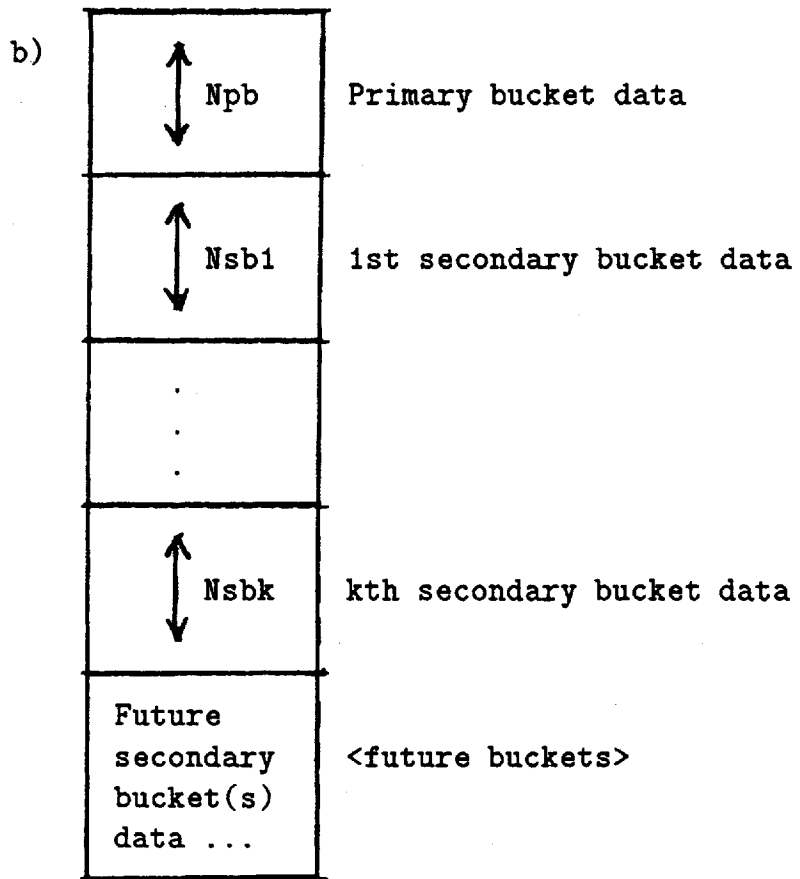 b)
Npb Primary bucket data
Nsb1 1st secondary bucket data
.
.
.
Nsbk kth secondary bucket data
Future
secondary <future buckets>
bucket(s)
data ...